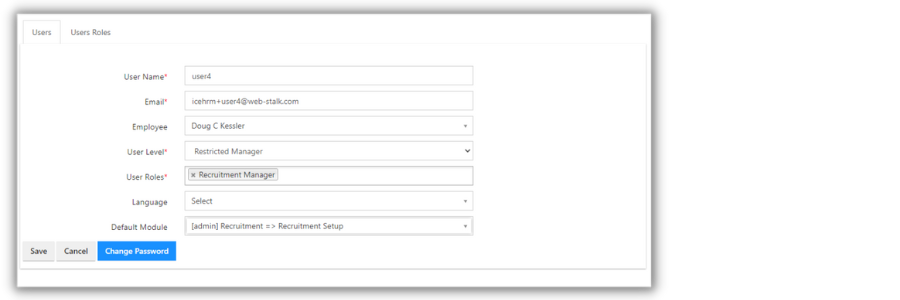 Users Users Roles
User Name* user4
Email* icehrm+user4@web-stalk.com
Employee Doug C Kessler
User Level* Restricted Manager
User Roles* × Recruitment Manager
Language Select
Default Module [admin] Recruitment => Recruitment Setup
Save Cancel Change Password